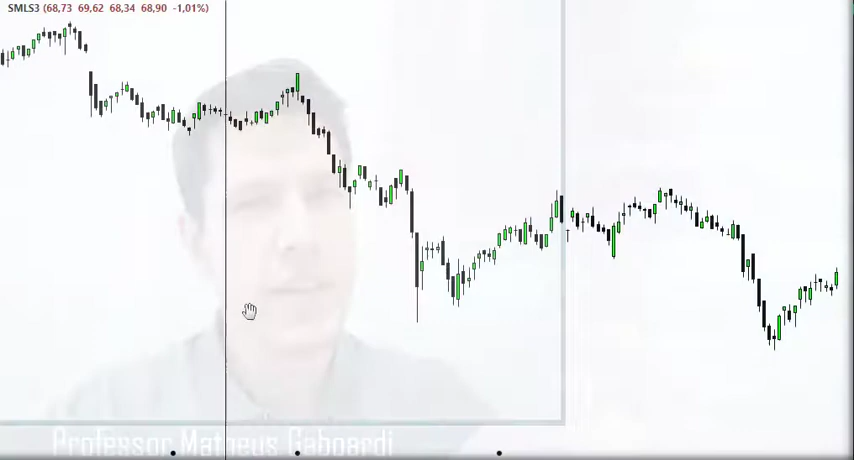 SMLS3 (68,73 69,62 68,34 68,90 -1,01%)
Professor Matheus Gaboardi